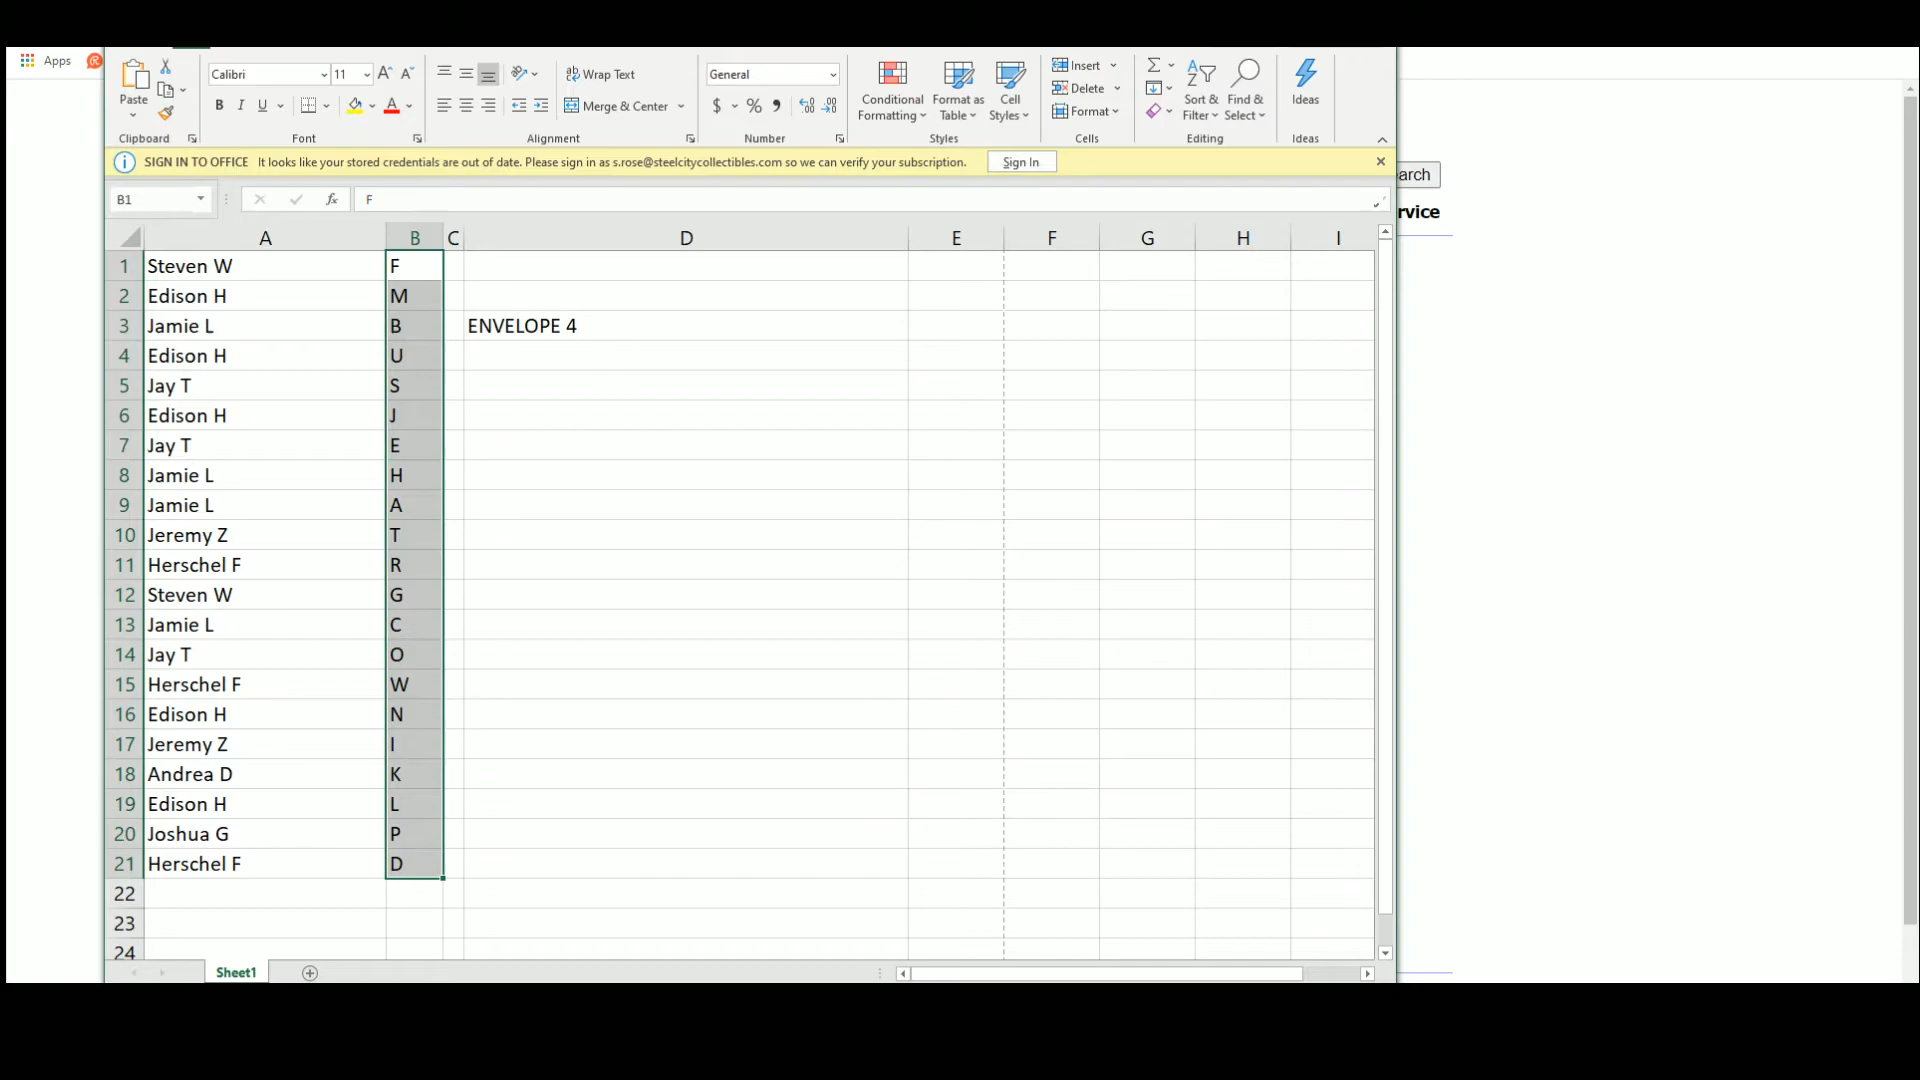 Apps
Paste
Clipboard
Calibri 11
B I U
Font
Wrap Text
Merge & Center
Alignment
General
$ % ,
Number
Conditional Formatting
Format as Table
Cell Styles
Styles
Insert
Delete
Format
Cells
Sort & Filter
Find & Select
Editing
Ideas
Ideas
SIGN IN TO OFFICE It looks like your stored credentials are out of date. Please sign in as s.rose@steelcitycollectibles.com so we can verify your subscription. Sign In
earch
rvice
B1 fx F
A B C D E F G H I
1 Steven W F
2 Edison H M
3 Jamie L B ENVELOPE 4
4 Edison H U
5 Jay T S
6 Edison H J
7 Jay T E
8 Jamie L H
9 Jamie L A
10 Jeremy Z T
11 Herschel F R
12 Steven W G
13 Jamie L C
14 Jay T O
15 Herschel F W
16 Edison H N
17 Jeremy Z I
18 Andrea D K
19 Edison H L
20 Joshua G P
21 Herschel F D
22
23
24
Sheet1